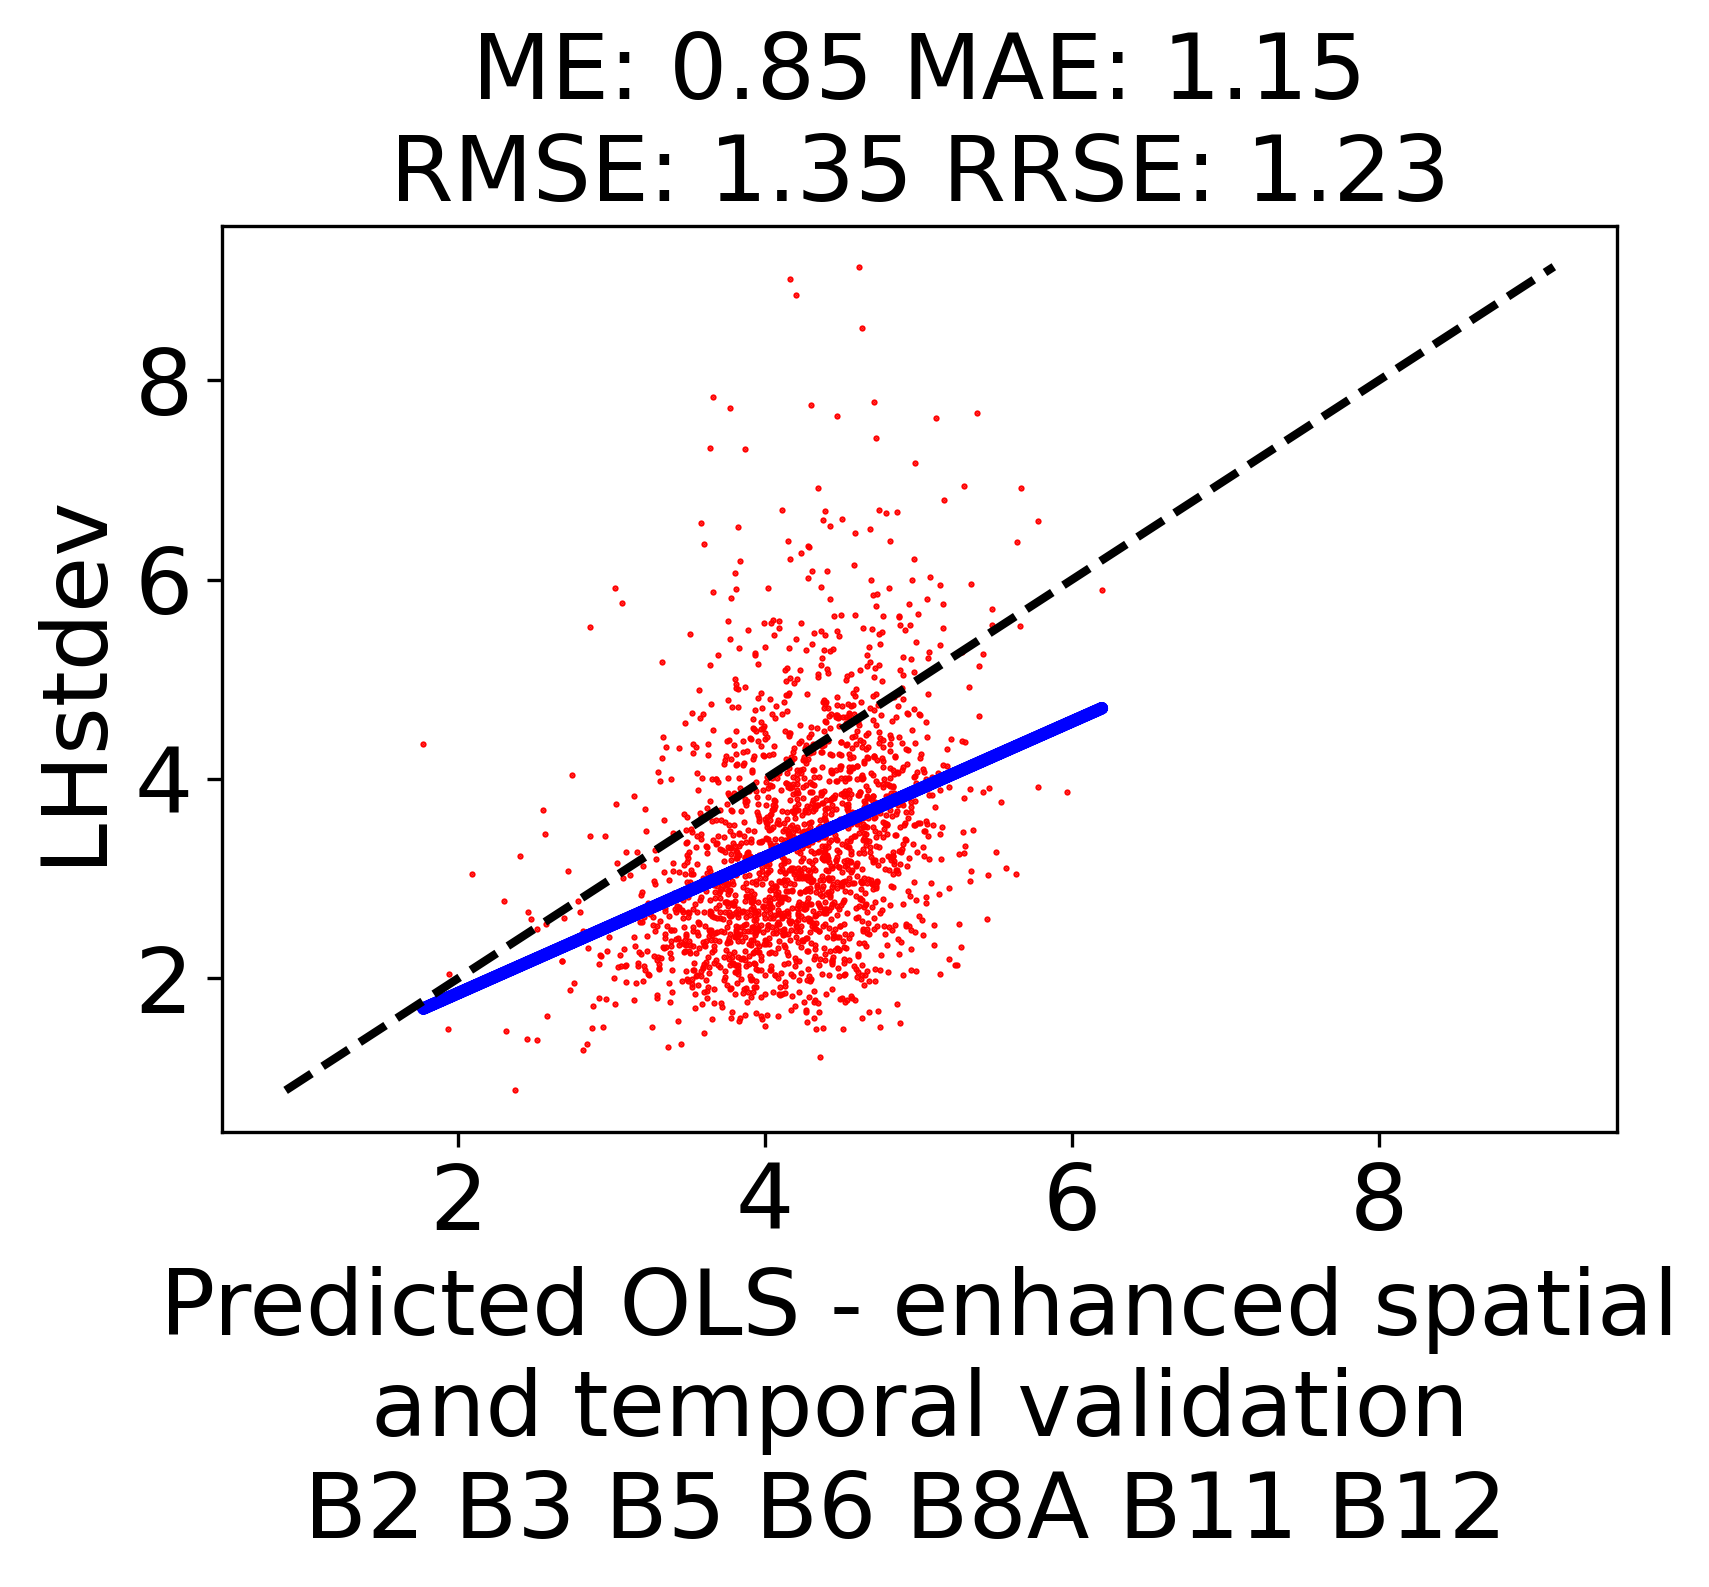 ME: 0.85 MAE: 1.15
RMSE: 1.35 RRSE: 1.23
LHstdev
8
6
4
2
2 4 6 8
Predicted OLS - enhanced spatial
and temporal validation
B2 B3 B5 B6 B8A B11 B12